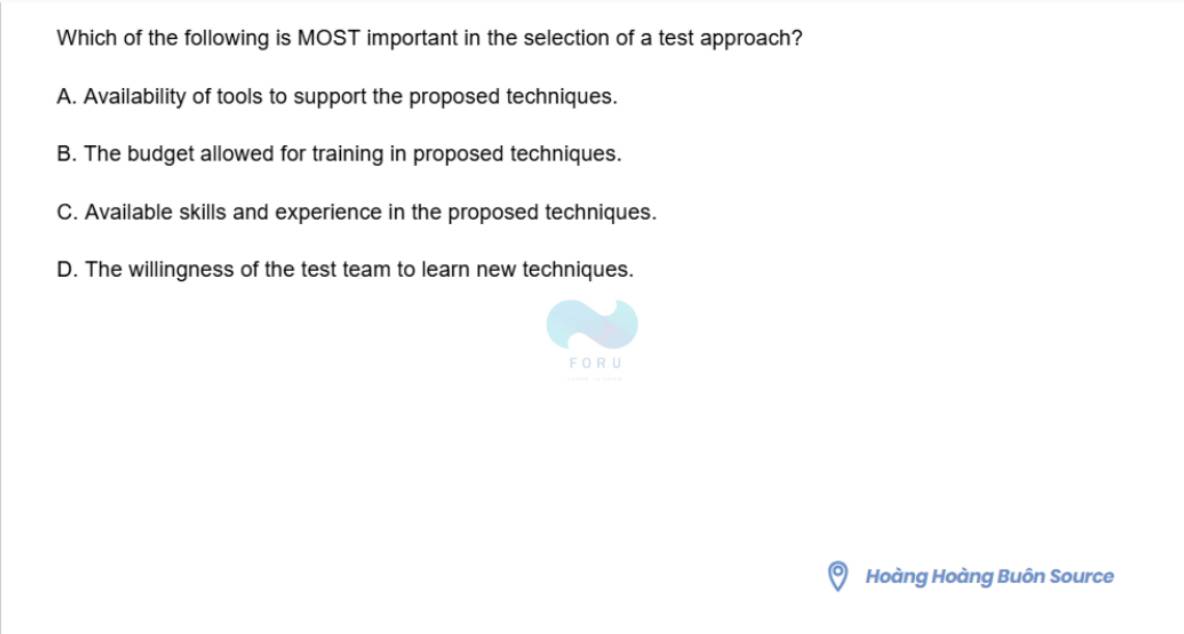 Which of the following is MOST important in the selection of a test approach?
A. Availability of tools to support the proposed techniques.
B. The budget allowed for training in proposed techniques.
C. Available skills and experience in the proposed techniques.
D. The willingness of the test team to learn new techniques.
FORU
Hoàng Hoàng Buôn Source